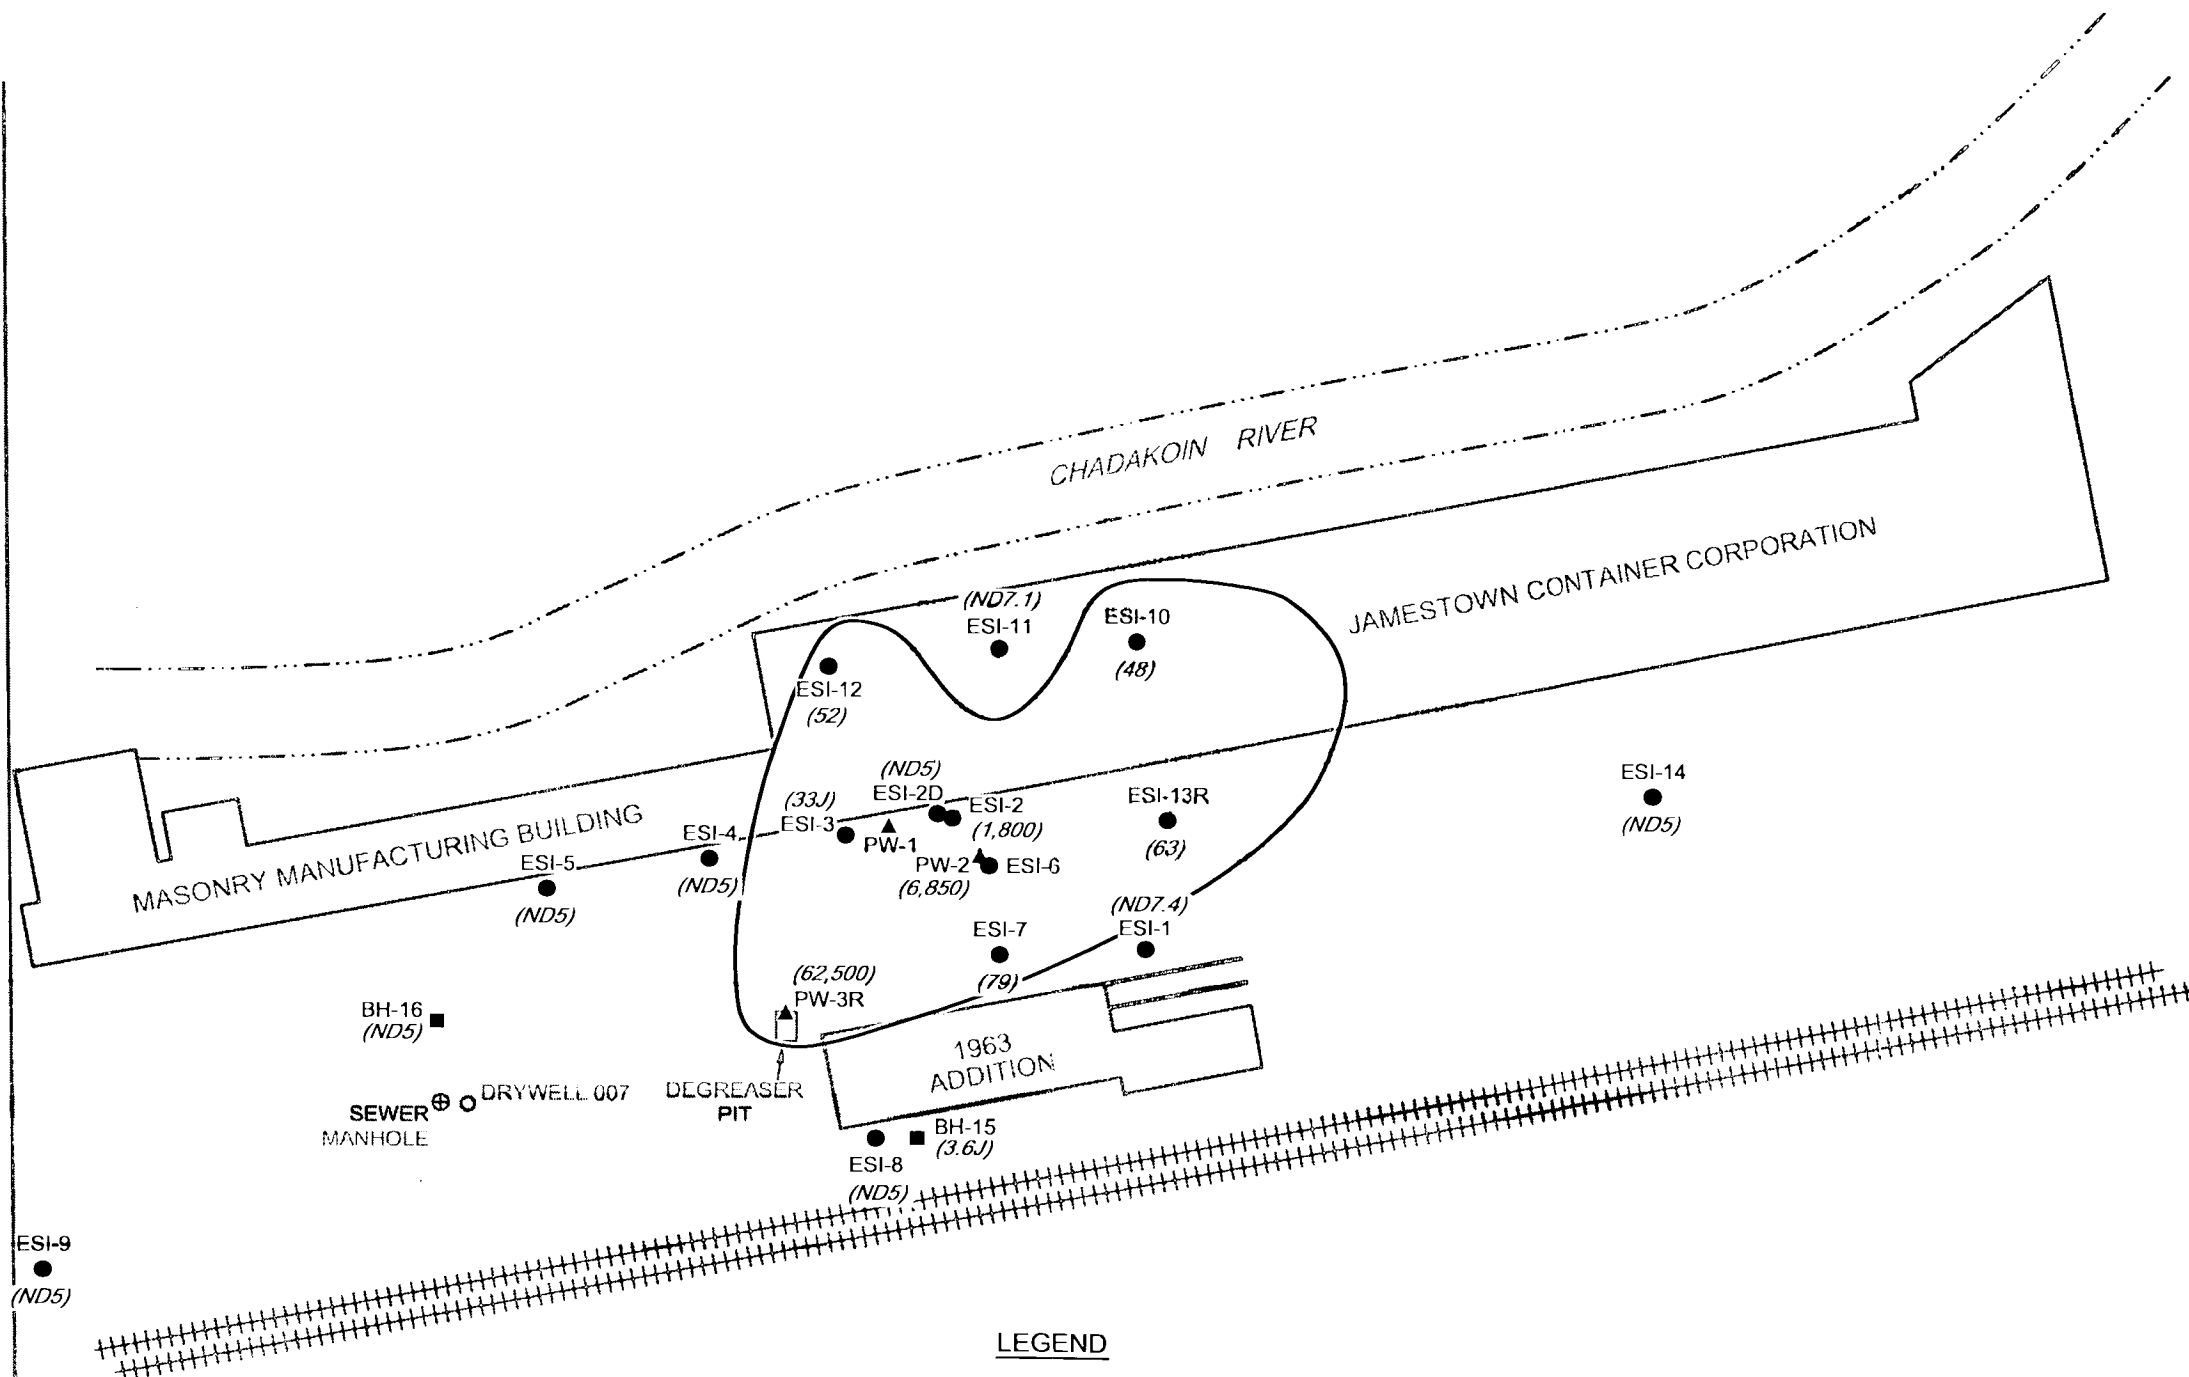 CHADAKOIN RIVER
JAMESTOWN CONTAINER CORPORATION
(ND7.1)
ESI-11
ESI-10
(48)
ESI-12
(52)
(ND5)
ESI-2D
ESI-2
(1,800)
(33J)
ESI-3
PW-1
PW-2
(6,850)
ESI-6
ESI-13R
(63)
ESI-14
(ND5)
MASONRY MANUFACTURING BUILDING
ESI-4
(ND5)
ESI-5
(ND5)
(ND7.4)
ESI-1
ESI-7
(79)
(62,500)
PW-3R
BH-16
(ND5)
1963
ADDITION
DEGREASER
PIT
DRYWELL 007
SEWER
MANHOLE
BH-15
(3.6J)
ESI-8
(ND5)
ESI-9
(ND5)
LEGEND